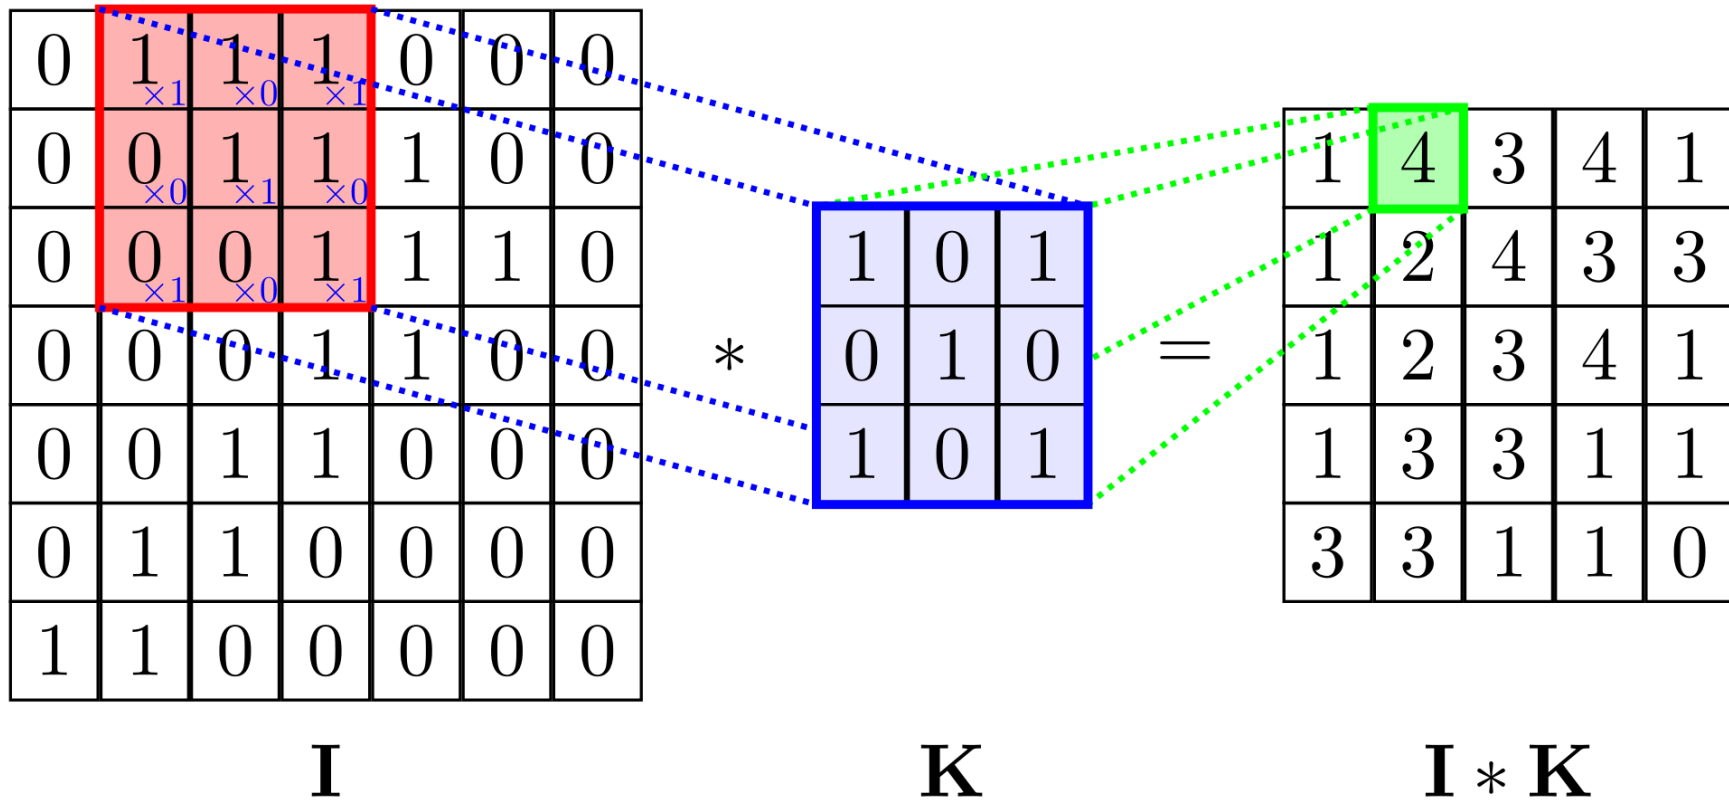 0 1 1 1 0 0 0
×1 ×0 ×1
0 0 1 1 1 0 0
×0 ×1 ×0
0 0 0 1 1 1 0
×1 ×0 ×1
0 0 0 1 1 0 0
0 0 1 1 0 0 0
0 1 1 0 0 0 0
1 1 0 0 0 0 0
I
*
1 0 1
0 1 0
1 0 1
K
=
1 4 3 4 1
1 2 4 3 3
1 2 3 4 1
1 3 3 1 1
3 3 1 1 0
I * K